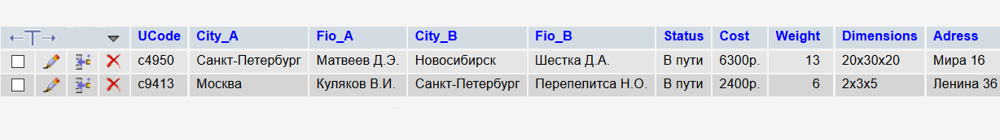 UCode City_A Fio_A City_B Fio_B Status Cost Weight Dimensions Adress
c4950 Санкт-Петербург Матвеев Д.Э. Новосибирск Шестка Д.А. В пути 6300р. 13 20x30x20 Мира 16
c9413 Москва Куляков В.И. Санкт-Петербург Перепелитса Н.О. В пути 2400р. 6 2x3x5 Ленина 36